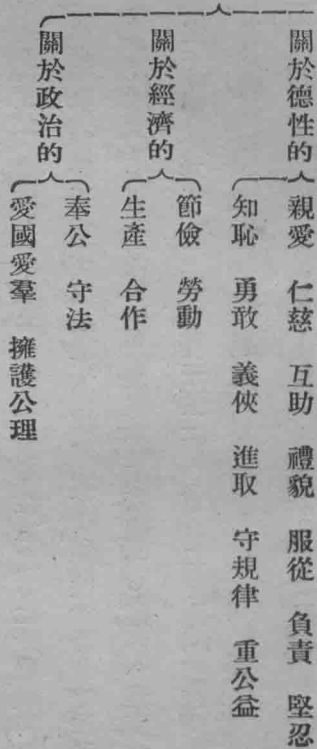 關於德性的
親愛 仁慈 互助 禮貌 服從 負責 堅忍
知恥 勇敢 義俠 進取 守規律 重公益
關於經濟的
節儉 勞動
生產 合作
關於政治的
奉公 守法
愛國愛羣 擁護公理